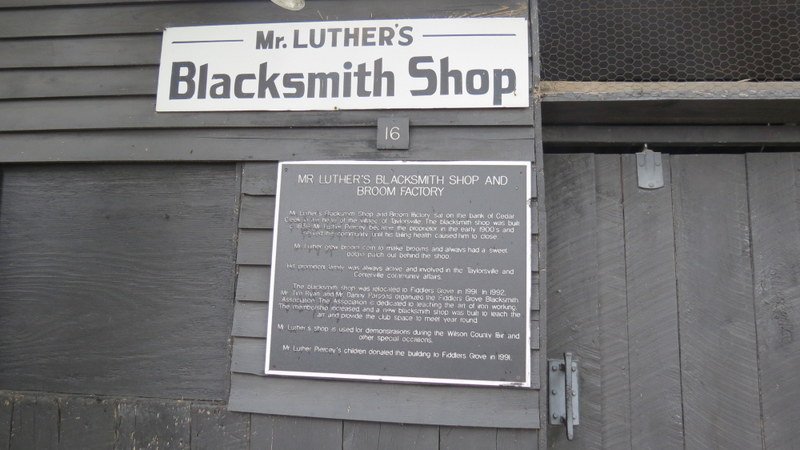 Mr. LUTHER'S
Blacksmith Shop
16
MR LUTHER'S BLACKSMITH SHOP AND
BROOM FACTORY
Mr Luther's Blacksmith Shop and Broom Factory sat on the bank of Cedar
Creek in the heart of the village of Taylorsville. The blacksmith shop was built
c 1836 Mr Luther Piercey became the proprietor in the early 1900's and
served the community until his failing health caused him to close.
Mr Luther grew broom corn to make brooms and always had a sweet
potato patch out behind the shop.
His prominent family was always active and involved in the Taylorsville and
Centerville community affairs.
The blacksmith shop was relocated to Fiddlers Grove in 1991. In 1992,
Mr. Tim Ryan and Mr. Danny Parsons organized the Fiddlers Grove Blacksmith
Association. The Association is dedicated to teaching the art of iron working.
The membership increased and a new blacksmith shop was built to teach the
art and provide the club space to meet year round.
Mr Luther's shop is used for demonstrations during the Wilson County Fair and
other special occasions.
Mr. Luther Piercey's children donated the building to Fiddlers Grove in 1991.